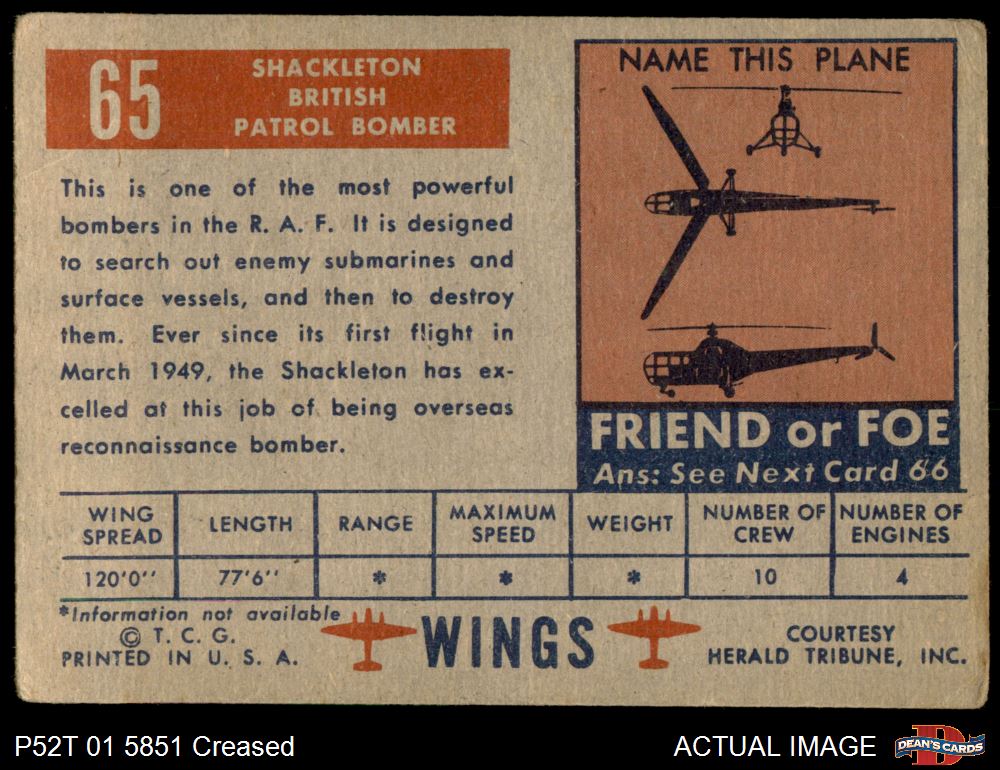 65
SHACKLETON
BRITISH
PATROL BOMBER
This is one of the most powerful
bombers in the R. A. F. It is designed
to search out enemy submarines and
surface vessels, and then to destroy
them. Ever since its first flight in
March 1949, the Shackleton has ex-
celled at this job of being overseas
reconnaissance bomber.
NAME THIS PLANE
FRIEND or FOE
Ans: See Next Card 66
WING SPREAD LENGTH RANGE MAXIMUM SPEED WEIGHT NUMBER OF CREW NUMBER OF ENGINES
120'0'' 77'6'' * * * 10 4
*Information not available
© T. C. G.
PRINTED IN U. S. A.
WINGS
COURTESY
HERALD TRIBUNE, INC.
P52T 01 5851 Creased
ACTUAL IMAGE
D
DEAN'S CARDS